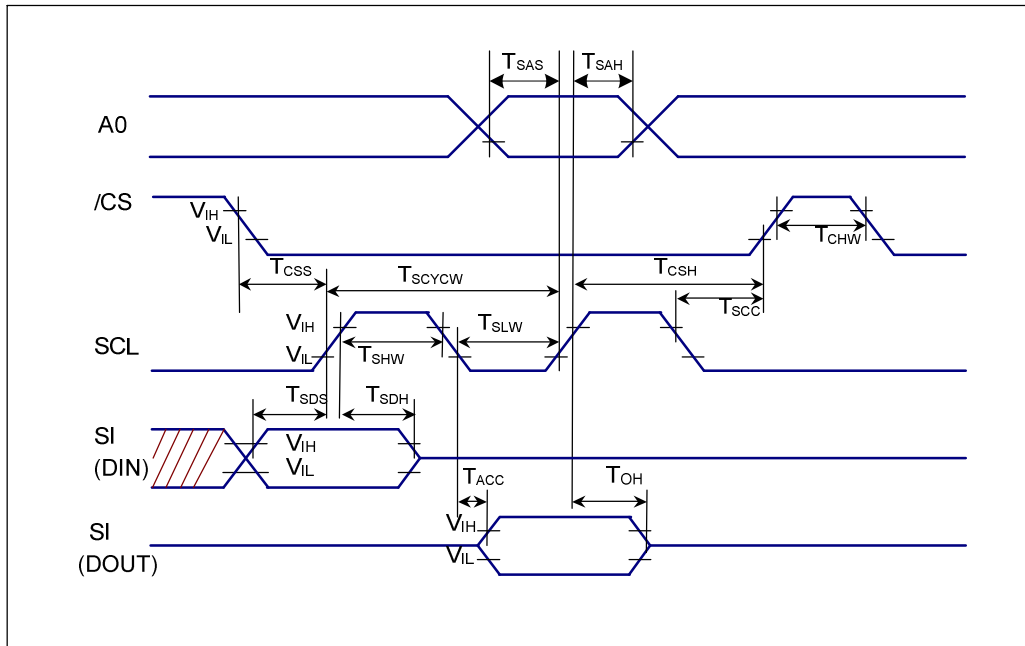 TSAS TSAH
A0
/CS
VIH
VIL
TCHW
TCSS
TSCYCW
TCSH
TSCC
VIH
TSLW
SCL
VIL
TSHW
TSDS
TSDH
SI
(DIN)
VIH
VIL
TACC
TOH
SI
(DOUT)
VIH
VIL